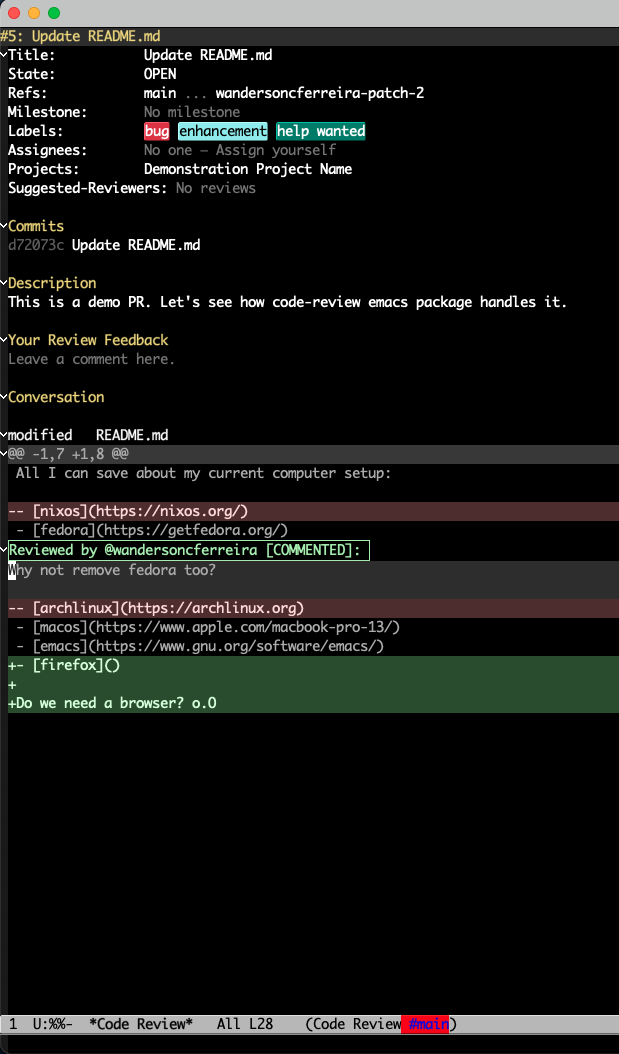 #5: Update README.md
Title: Update README.md
State: OPEN
Refs: main ... wandersoncferreira-patch-2
Milestone: No milestone
Labels: bug enhancement help wanted
Assignees: No one — Assign yourself
Projects: Demonstration Project Name
Suggested-Reviewers: No reviews
Commits
d72073c Update README.md
Description
This is a demo PR. Let's see how code-review emacs package handles it.
Your Review Feedback
Leave a comment here.
Conversation
modified README.md
@@ -1,7 +1,8 @@
All I can save about my current computer setup:
-- [nixos](https://nixos.org/)
- [fedora](https://getfedora.org/)
Reviewed by @wandersoncferreira [COMMENTED]:
Why not remove fedora too?
-- [archlinux](https://archlinux.org)
- [macos](https://www.apple.com/macbook-pro-13/)
- [emacs](https://www.gnu.org/software/emacs/)
+- [firefox]()
+
+Do we need a browser? o.O
1 U:%%- *Code Review* All L28 (Code Review #main)